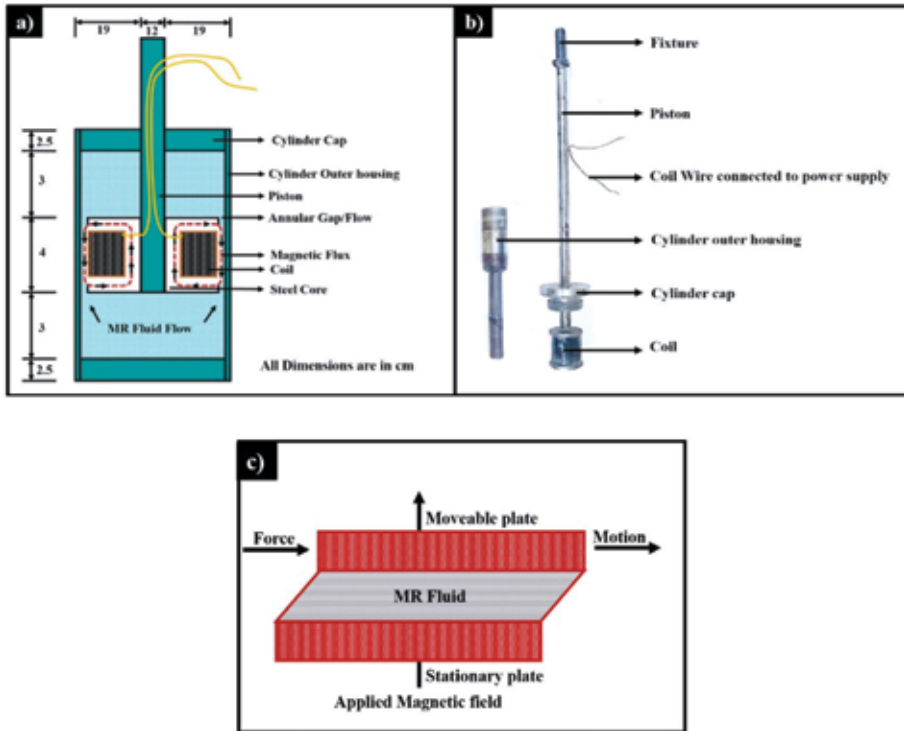 a)
19 12 19
2.5
3
4
3
2.5
Cylinder Cap
Cylinder Outer housing
Piston
Annular Gap/Flow
Magnetic Flux
Coil
Steel Core
MR Fluid Flow
All Dimensions are in cm
b)
Fixture
Piston
Coil Wire connected to power supply
Cylinder outer housing
Cylinder cap
Coil
c)
Moveable plate
Force
Motion
MR Fluid
Stationary plate
Applied Magnetic field